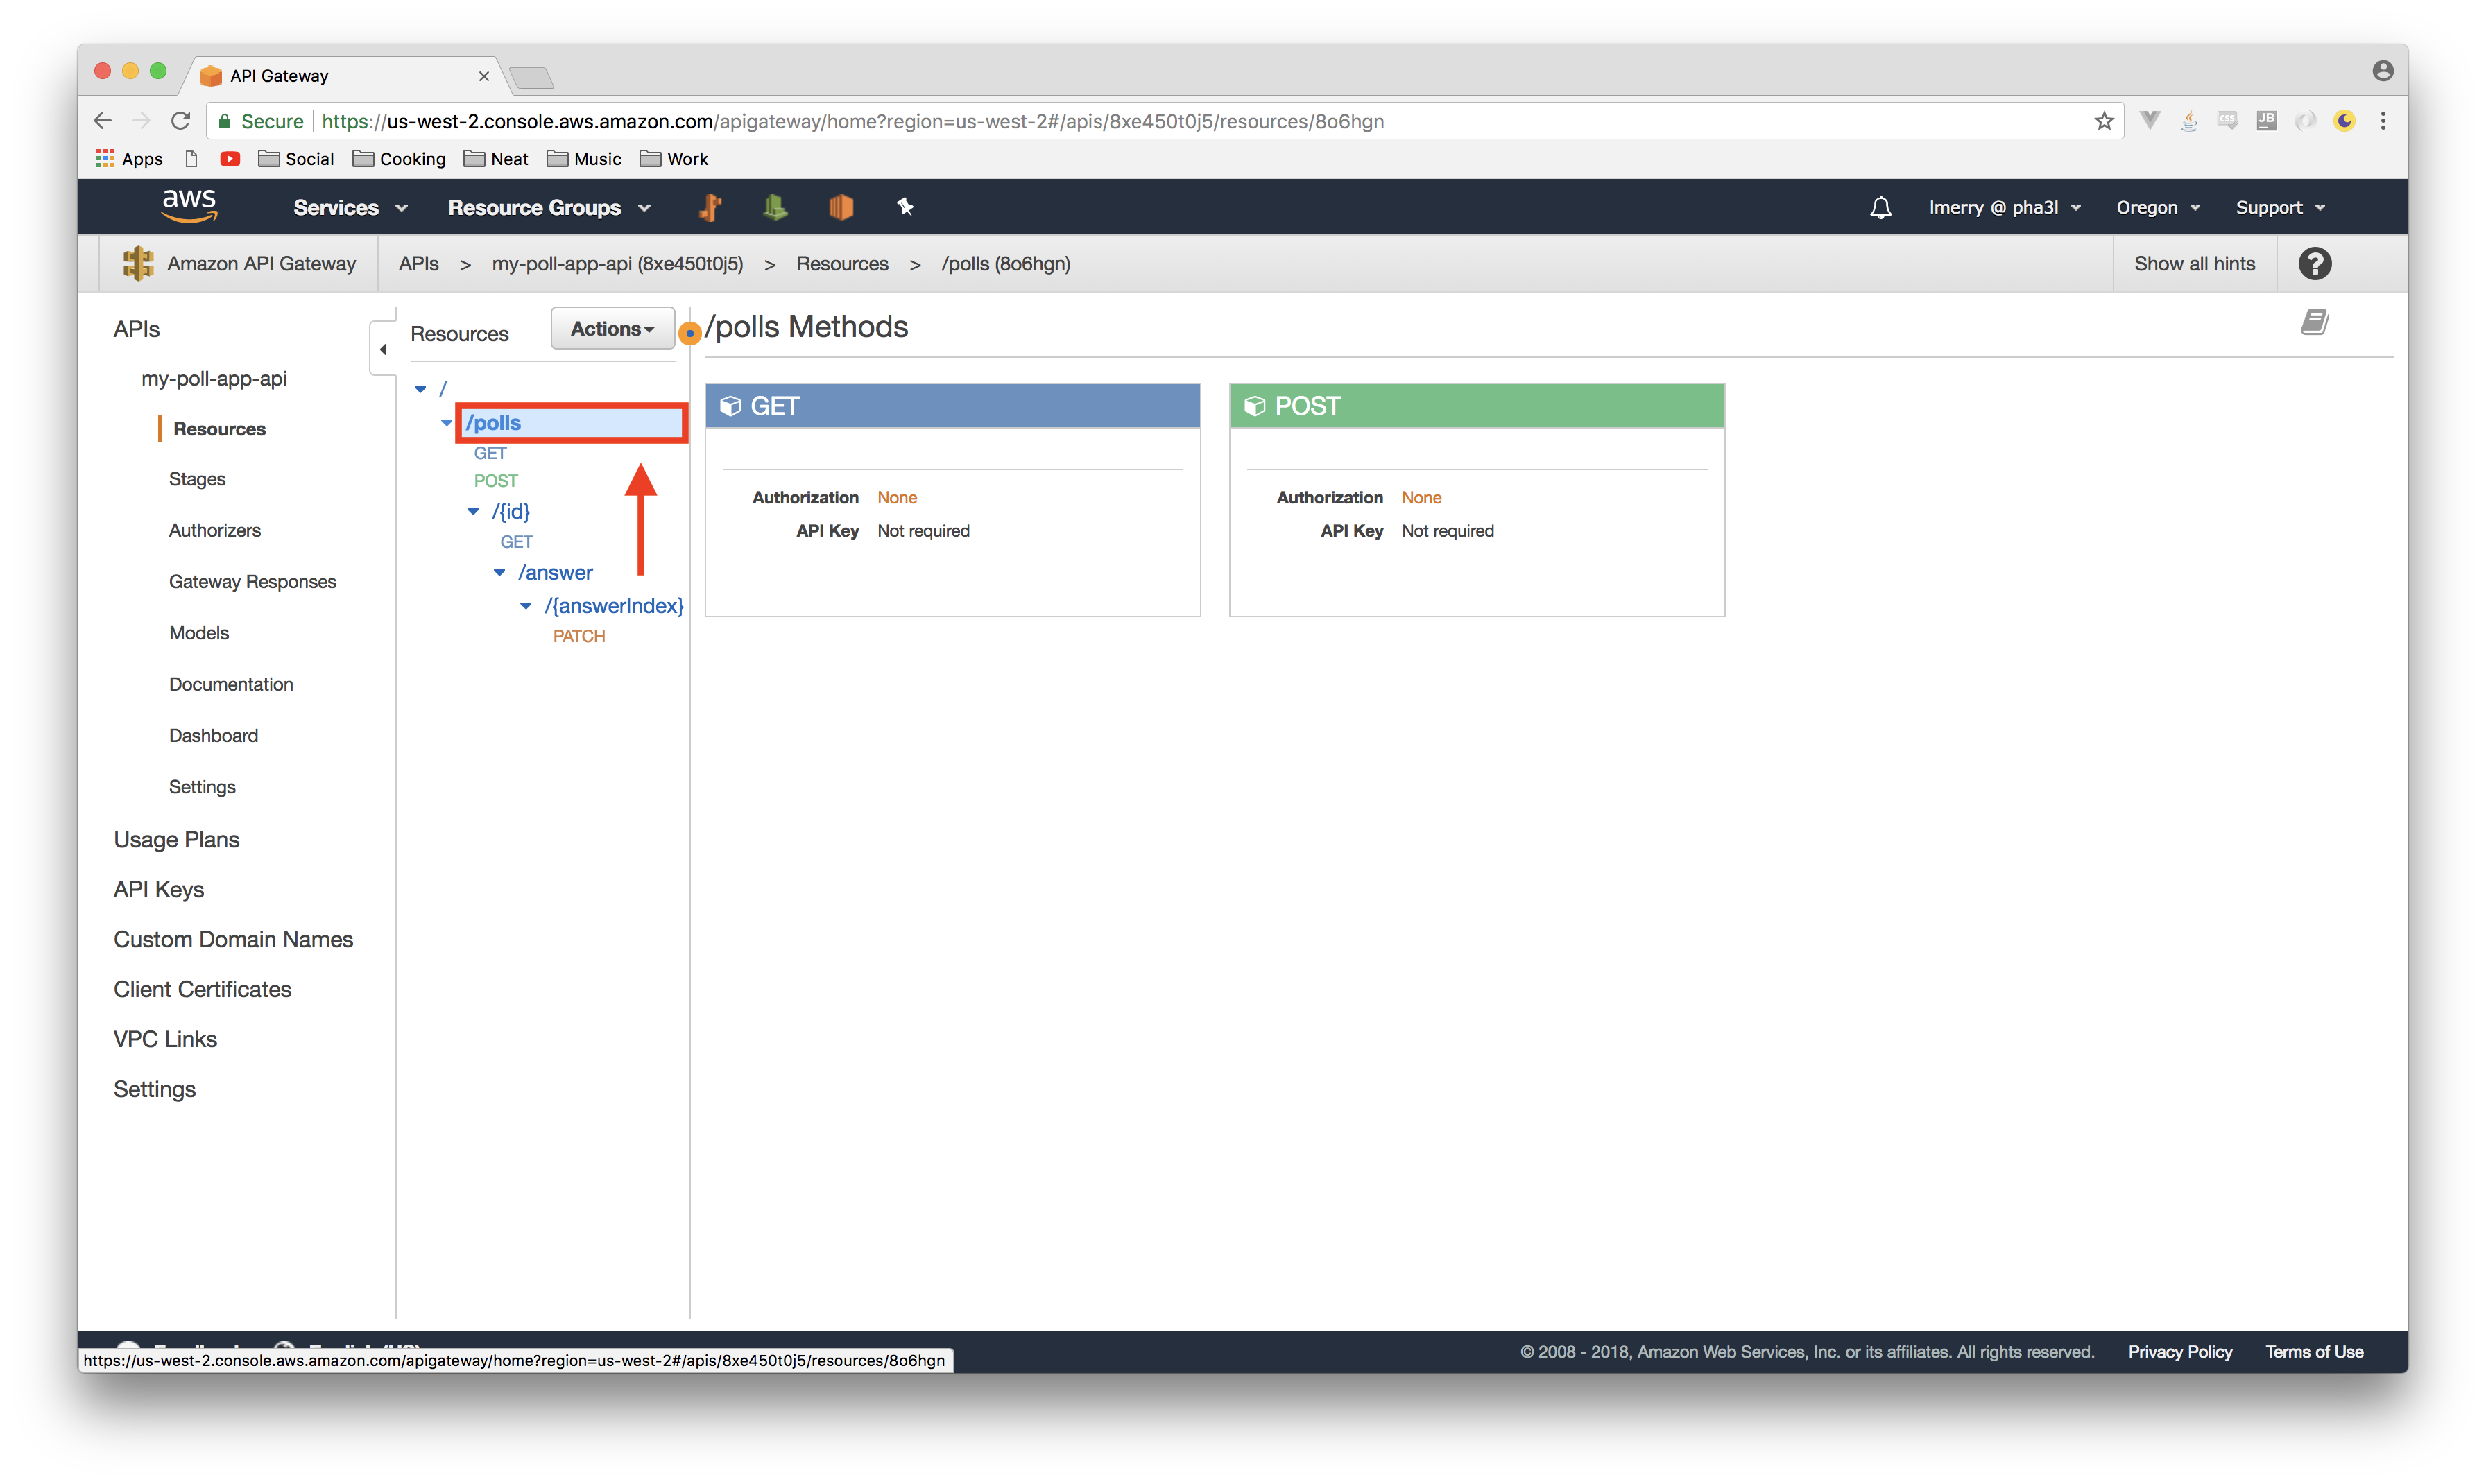 API Gateway
Secure https://us-west-2.console.aws.amazon.com/apigateway/home?region=us-west-2#/apis/8xe450t0j5/resources/8o6hgn
CSS JB
Apps Social Cooking Neat Music Work
aws Services Resource Groups lmerry @ pha3l Oregon Support
Amazon API Gateway APIs > my-poll-app-api (8xe450t0j5) > Resources > /polls (8o6hgn) Show all hints ?
APIs
my-poll-app-api
Resources
Stages
Authorizers
Gateway Responses
Models
Documentation
Dashboard
Settings
Usage Plans
API Keys
Custom Domain Names
Client Certificates
VPC Links
Settings
Resources Actions
/
/polls
GET
POST
/{id}
GET
/answer
/{answerIndex}
PATCH
/polls Methods
GET
Authorization None
API Key Not required
POST
Authorization None
API Key Not required
https://us-west-2.console.aws.amazon.com/apigateway/home?region=us-west-2#/apis/8xe450t0j5/resources/8o6hgn
© 2008 - 2018, Amazon Web Services, Inc. or its affiliates. All rights reserved. Privacy Policy Terms of Use